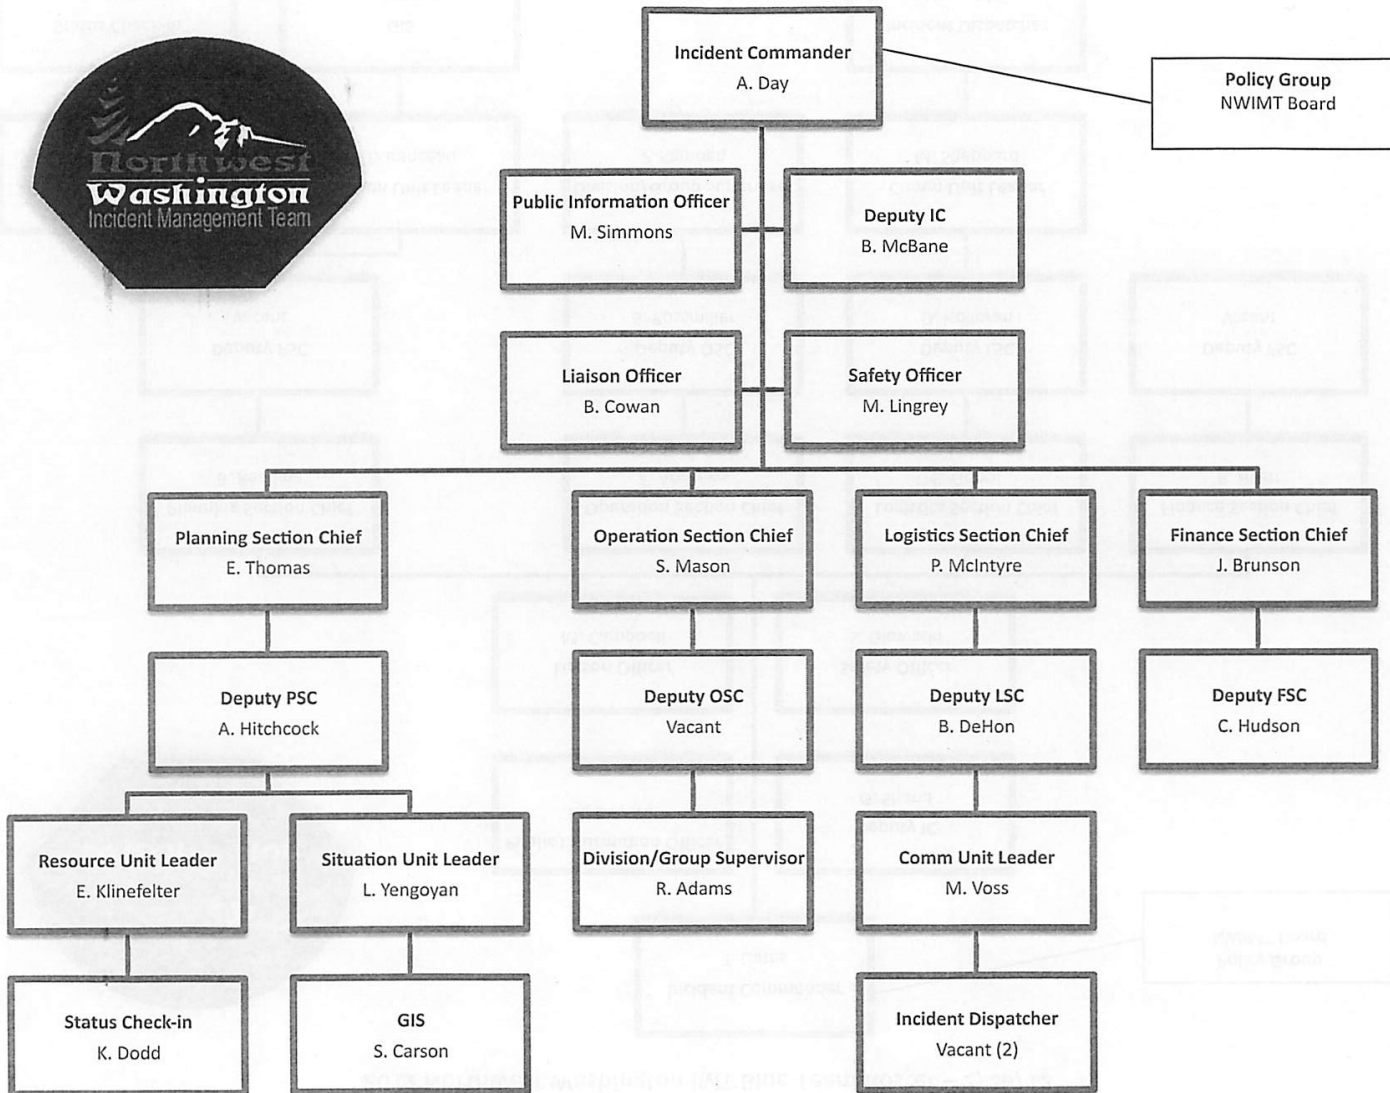 Incident Commander
A. Day
Policy Group
NWIMT Board
Northwest
Washington
Incident Management Team
Public Information Officer
M. Simmons
Deputy IC
B. McBane
Liaison Officer
B. Cowan
Safety Officer
M. Lingrey
Planning Section Chief
E. Thomas
Operation Section Chief
S. Mason
Logistics Section Chief
P. McIntyre
Finance Section Chief
J. Brunson
Deputy PSC
A. Hitchcock
Deputy OSC
Vacant
Deputy LSC
B. DeHon
Deputy FSC
C. Hudson
Resource Unit Leader
E. Klinefelter
Situation Unit Leader
L. Yengoyan
Division/Group Supervisor
R. Adams
Comm Unit Leader
M. Voss
Status Check-in
K. Dodd
GIS
S. Carson
Incident Dispatcher
Vacant (2)